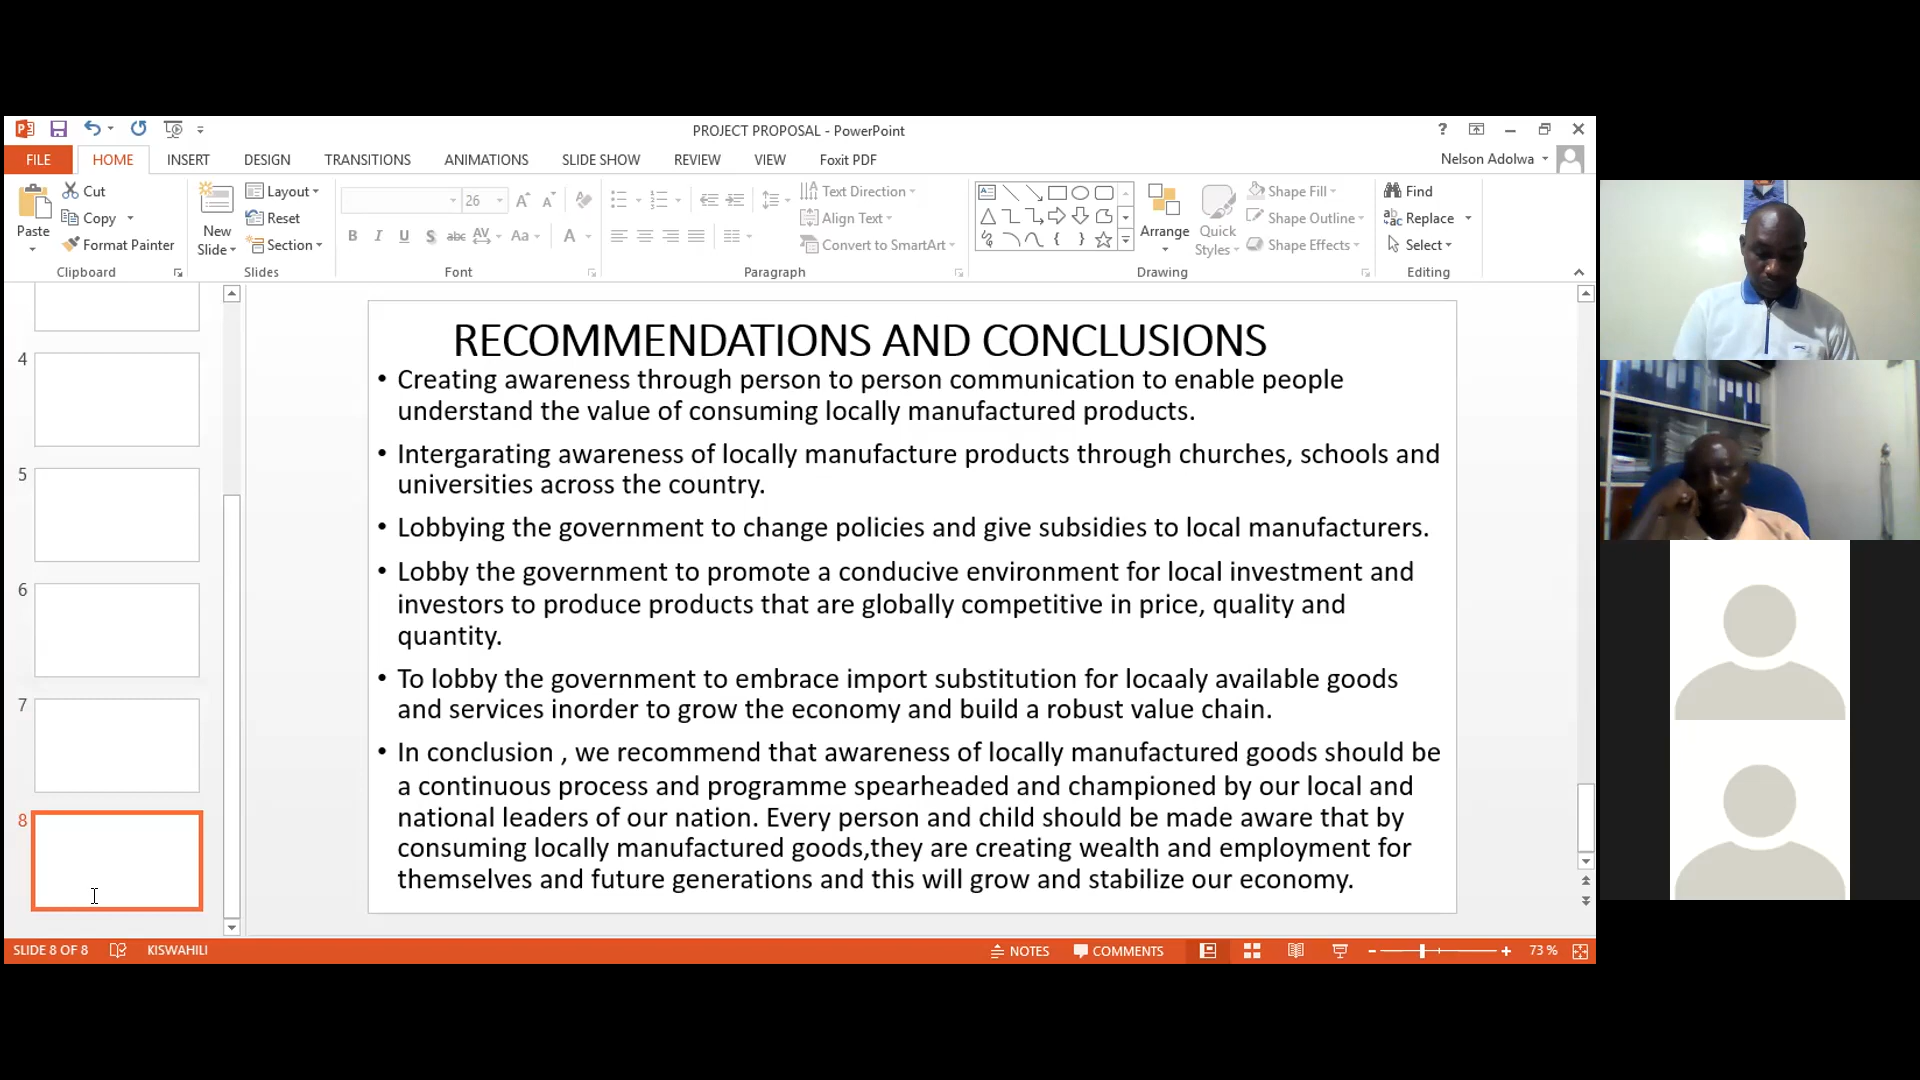 PROJECT PROPOSAL - PowerPoint
?
FILE HOME INSERT DESIGN TRANSITIONS ANIMATIONS SLIDE SHOW REVIEW VIEW Foxit PDF
Nelson Adolwa
Paste
Cut
Copy
Format Painter
Clipboard
New
Slide
Layout
Reset
Section
Slides
26
B I U S abc AV Aa A
Font
Text Direction
Align Text
Convert to SmartArt
Paragraph
Arrange
Quick
Styles
Shape Fill
Shape Outline
Shape Effects
Drawing
Find
Replace
Select
Editing
4
5
6
7
8
RECOMMENDATIONS AND CONCLUSIONS
• Creating awareness through person to person communication to enable people
understand the value of consuming locally manufactured products.
• Intergarating awareness of locally manufacture products through churches, schools and
universities across the country.
• Lobbying the government to change policies and give subsidies to local manufacturers.
• Lobby the government to promote a conducive environment for local investment and
investors to produce products that are globally competitive in price, quality and
quantity.
• To lobby the government to embrace import substitution for locaaly available goods
and services inorder to grow the economy and build a robust value chain.
• In conclusion , we recommend that awareness of locally manufactured goods should be
a continuous process and programme spearheaded and championed by our local and
national leaders of our nation. Every person and child should be made aware that by
consuming locally manufactured goods,they are creating wealth and employment for
themselves and future generations and this will grow and stabilize our economy.
SLIDE 8 OF 8 KISWAHILI NOTES COMMENTS 73 %